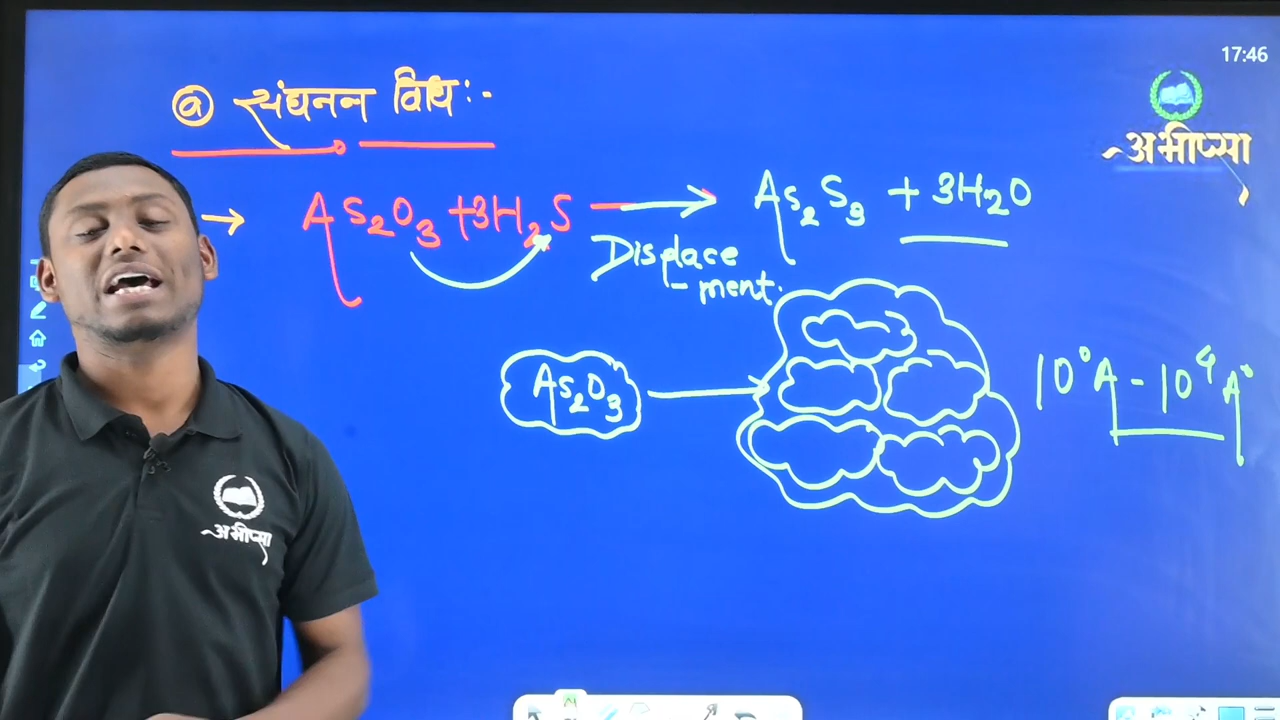 17:46
ⓐ संघनन विधि:-
अभीप्सा
→ As₂O₃ +3H₂S → As₂S₃ + 3H₂O
Displace
- ment.
As₂O₃
10°A - 10⁴A°
अभीप्सा